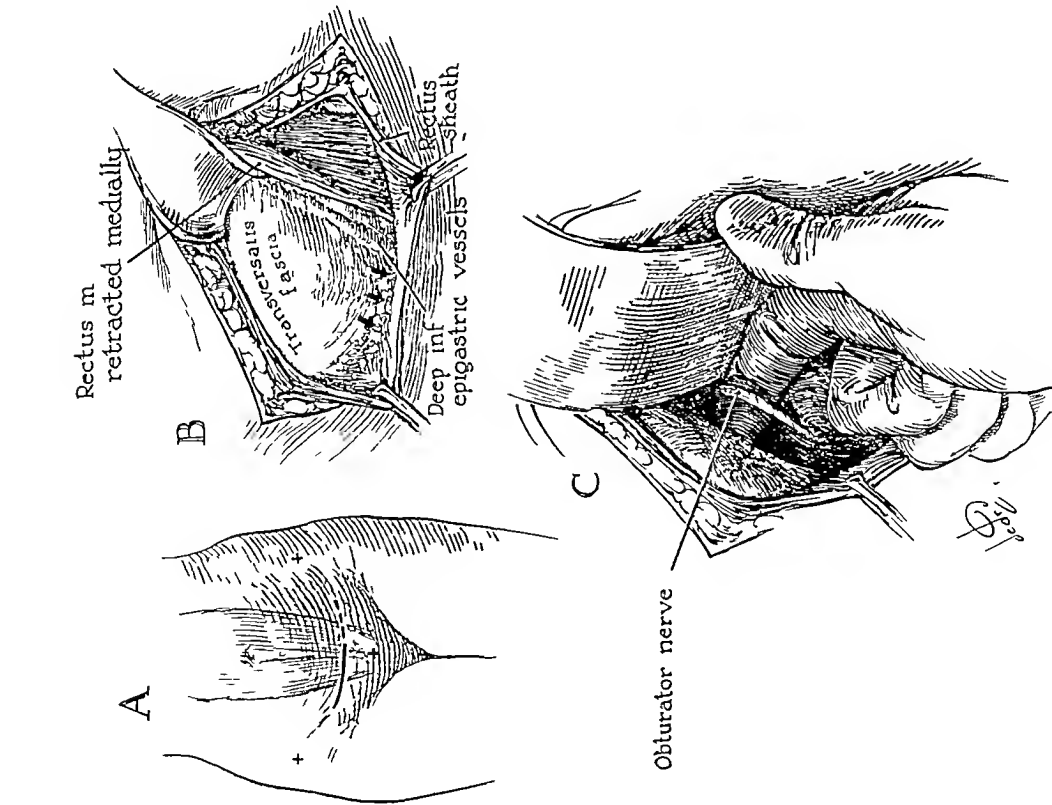 A
B
Rectus m
retracted medially
Transversalis
fascia
Rectus
sheath
Deep inf
epigastric vessels
C
Obturator nerve